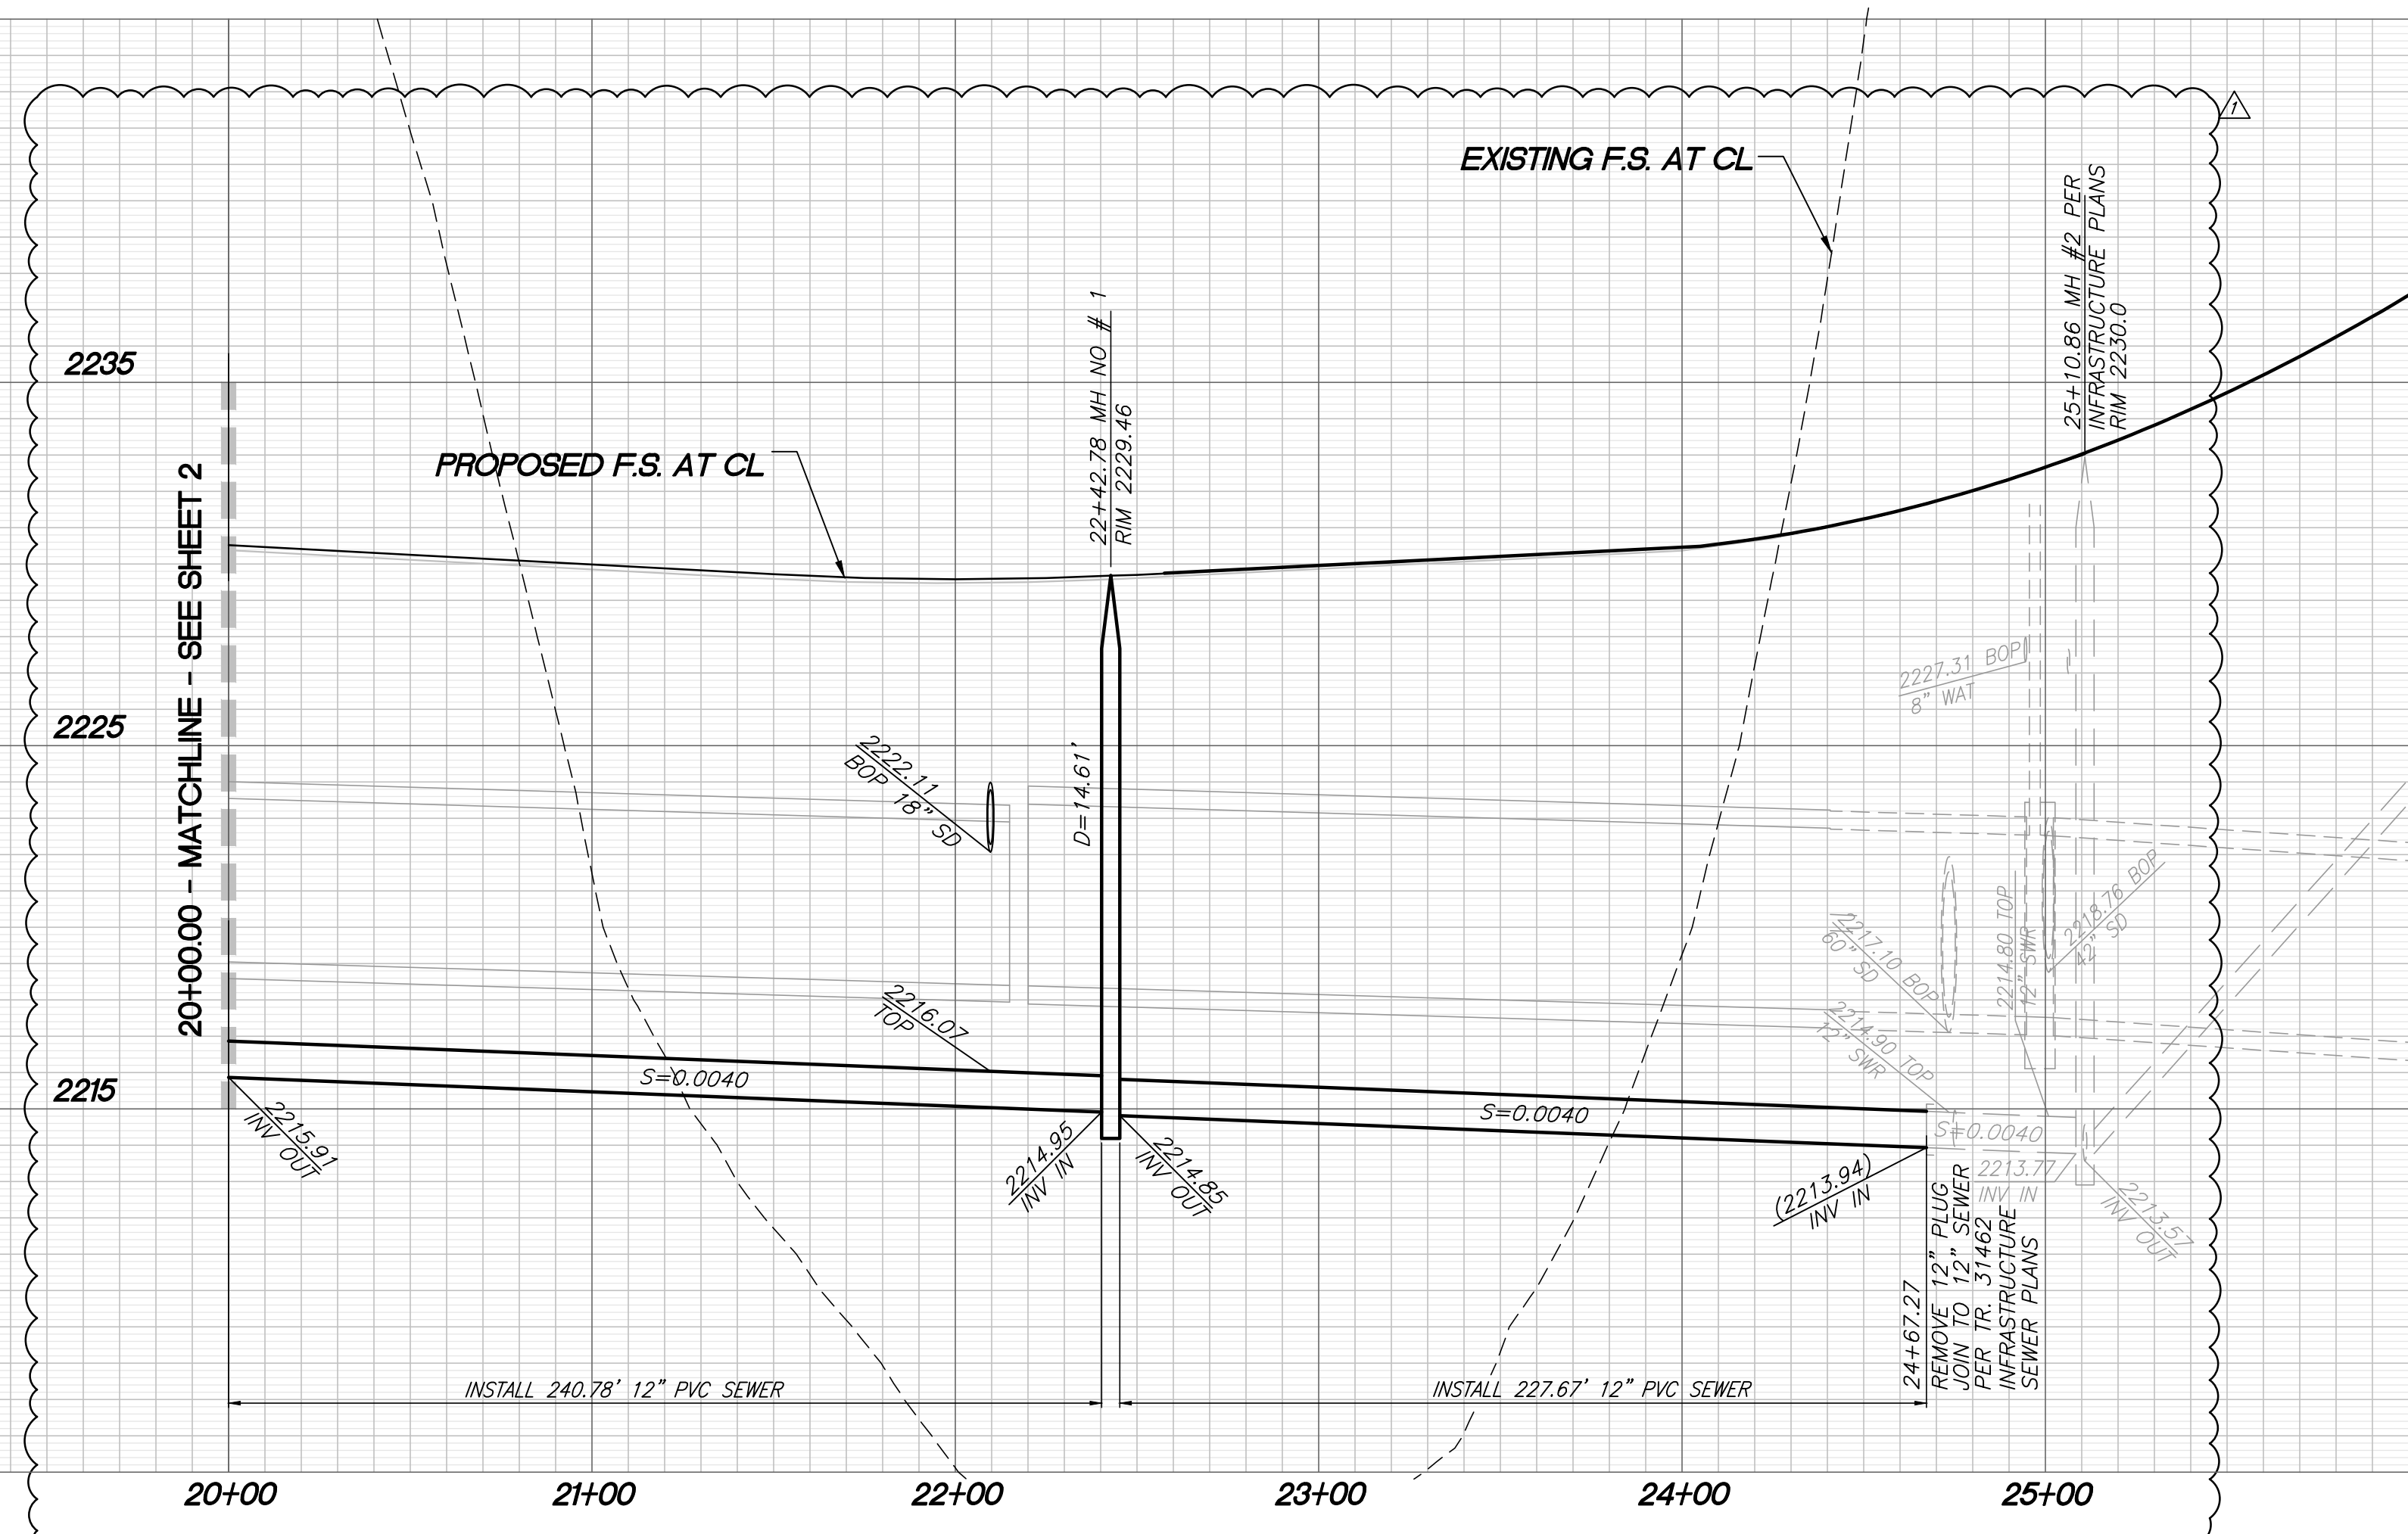 1
EXISTING F.S. AT CL
25+10.86 MH #2 PER
INFRASTRUCTURE PLANS
RIM 2230.0
2235
22+42.78 MH NO # 1
RIM 2229.46
PROPOSED F.S. AT CL
20+00.00 - MATCHLINE - SEE SHEET 2
2227.31 BOP
8" WAT
2225
2222.11
BOP 18" SD
D=14.61'
2217.10 BOP
60" SD
2214.80 TOP
12" SWR
2218.76 BOP
42" SD
2216.07
TOP
2214.90 TOP
12" SWR
2215
S=0.0040
S=0.0040
S=0.0040
2215.91
INV OUT
2214.95
INV IN
2214.85
INV OUT
(2213.94)
INV IN
2213.77
INV IN
2213.57
OUT
24+67.27
REMOVE 12" PLUG
JOIN TO 12" SEWER
PER TR. 31462
INFRASTRUCTURE
SEWER PLANS
INSTALL 240.78' 12" PVC SEWER
INSTALL 227.67' 12" PVC SEWER
20+00
21+00
22+00
23+00
24+00
25+00